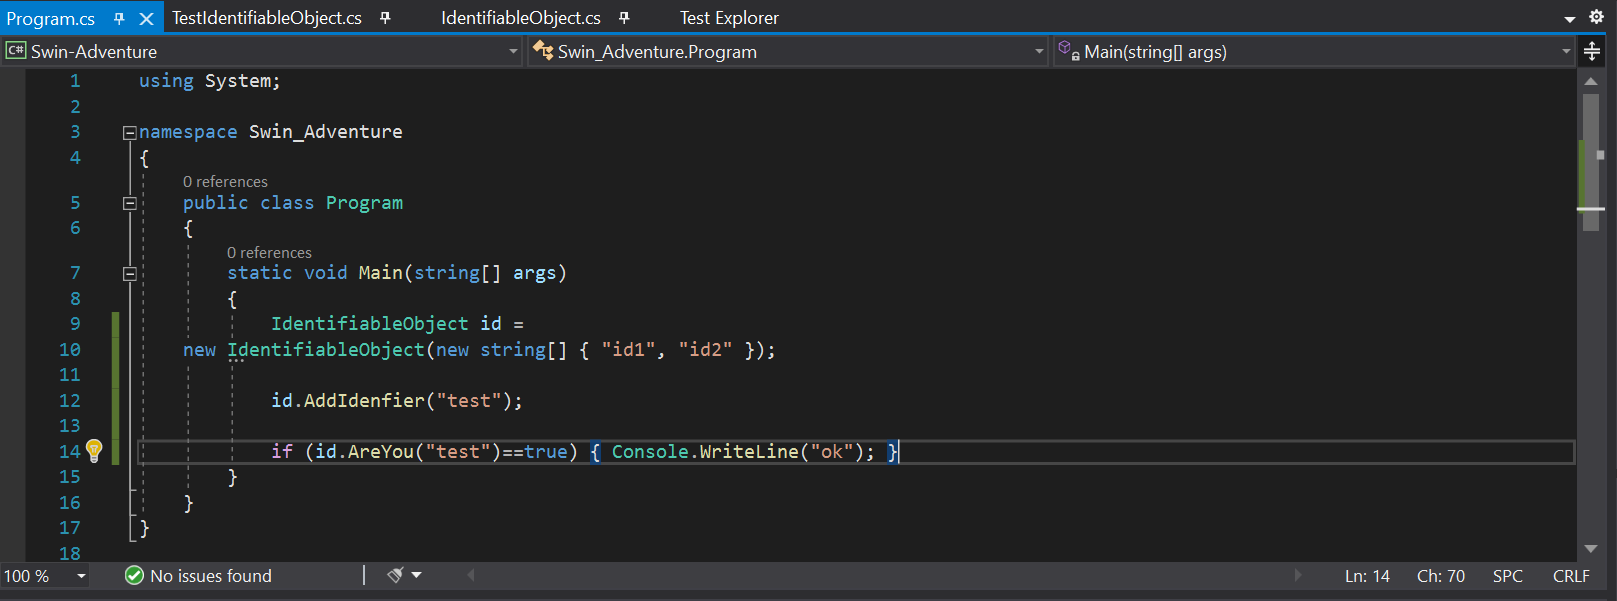 Program.cs TestIdentifiableObject.cs IdentifiableObject.cs Test Explorer
C# Swin-Adventure Swin_Adventure.Program Main(string[] args)
1 using System;
2
3 namespace Swin_Adventure
4 {
0 references
5 public class Program
6 {
0 references
7 static void Main(string[] args)
8 {
9 IdentifiableObject id =
10 new IdentifiableObject(new string[] { "id1", "id2" });
11
12 id.AddIdenfier("test");
13
14 if (id.AreYou("test")==true) { Console.WriteLine("ok"); }
15 }
16 }
17 }
18
100 % No issues found Ln: 14 Ch: 70 SPC CRLF